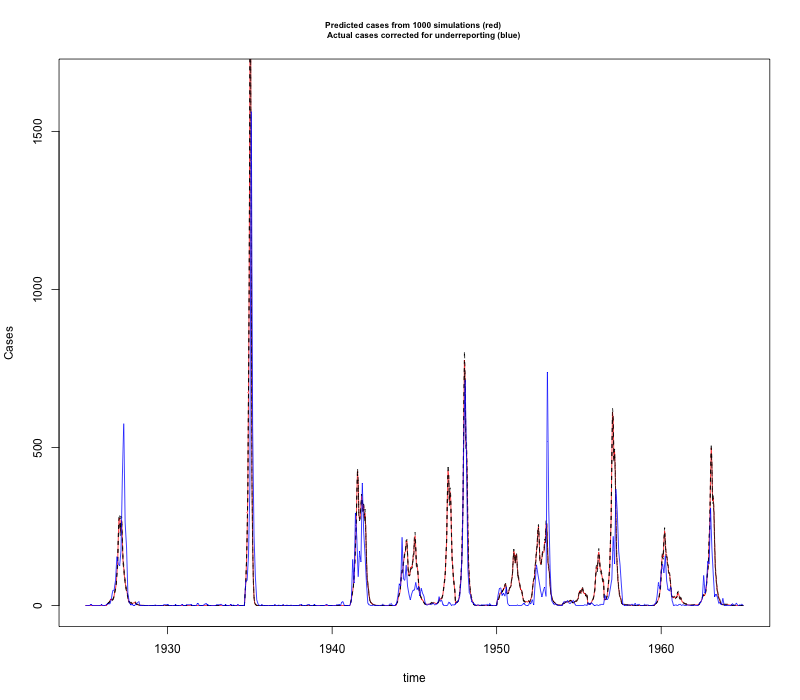 Predicted cases from 1000 simulations (red)
Actual cases corrected for underreporting (blue)
1500
1000
500
0
Cases
1930 1940 1950 1960
time